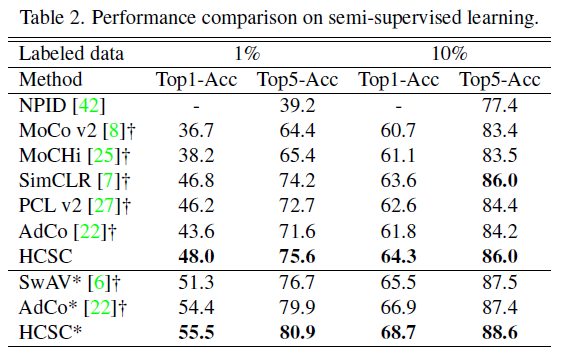 Table 2. Performance comparison on semi-supervised learning.
Labeled data 1% 10%
Method Top1-Acc Top5-Acc Top1-Acc Top5-Acc
NPID [42] - 39.2 - 77.4
MoCo v2 [8]† 36.7 64.4 60.7 83.4
MoCHi [25]† 38.2 65.4 61.1 83.5
SimCLR [7]† 46.8 74.2 63.6 86.0
PCL v2 [27]† 46.2 72.7 62.6 84.4
AdCo [22]† 43.6 71.6 61.8 84.2
HCSC 48.0 75.6 64.3 86.0
SwAV* [6]† 51.3 76.7 65.5 87.5
AdCo* [22]† 54.4 79.9 66.9 87.4
HCSC* 55.5 80.9 68.7 88.6